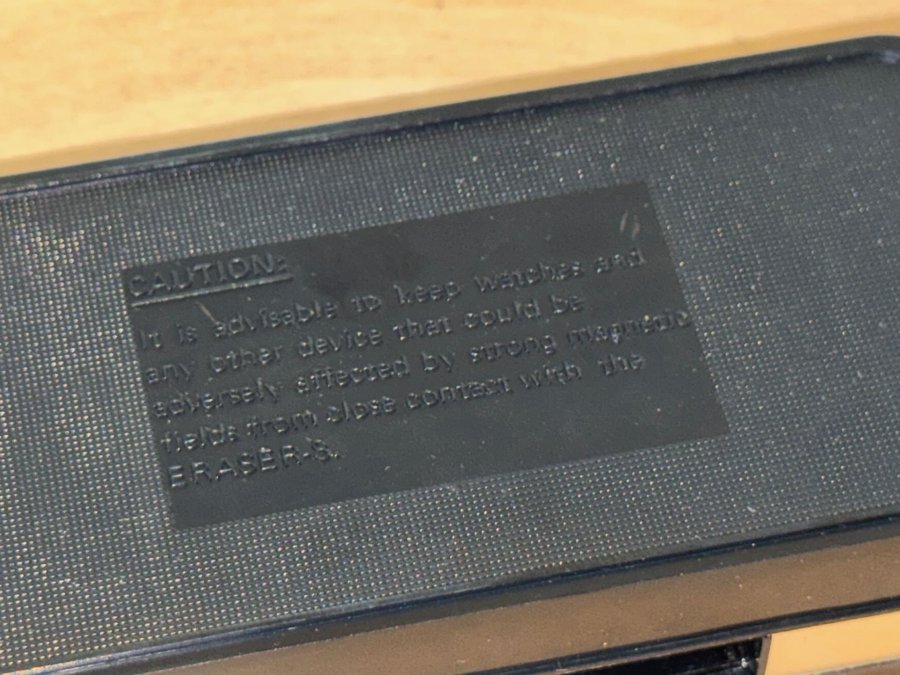 CAUTION:
It is advisable to keep watches and
any other device that could be
adversely affected by strong magnetic
fields from close contact with the
ERASER-8.